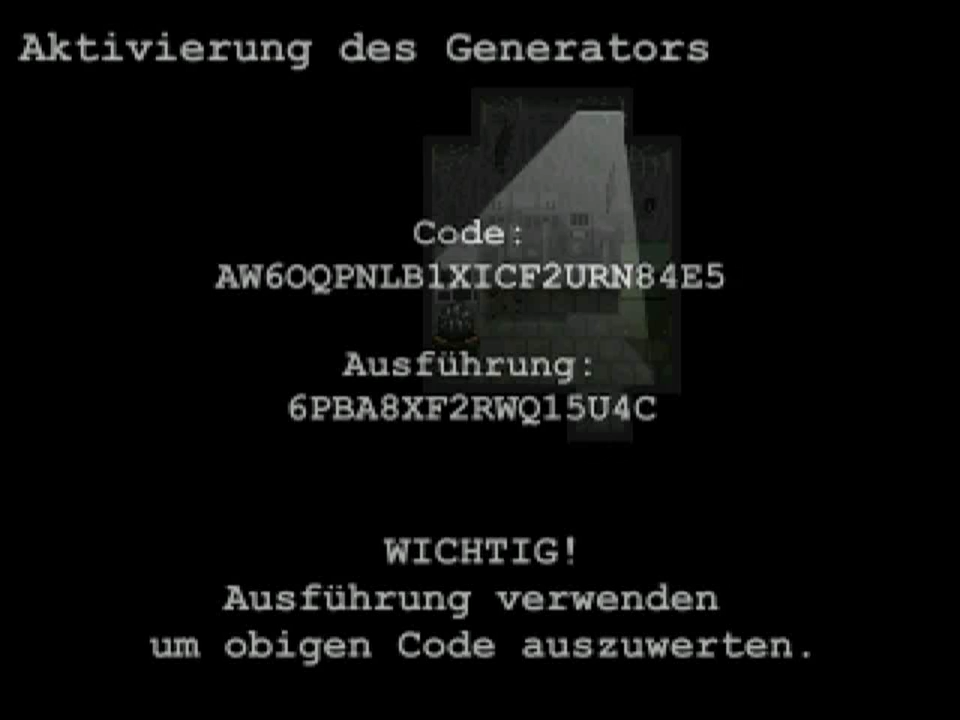 Aktivierung des Generators
Code:
AW6OQPNLB1XICF2URN84E5
Ausführung:
6PBA8XF2RWQ15U4C
WICHTIG!
Ausführung verwenden
um obigen Code auszuwerten.